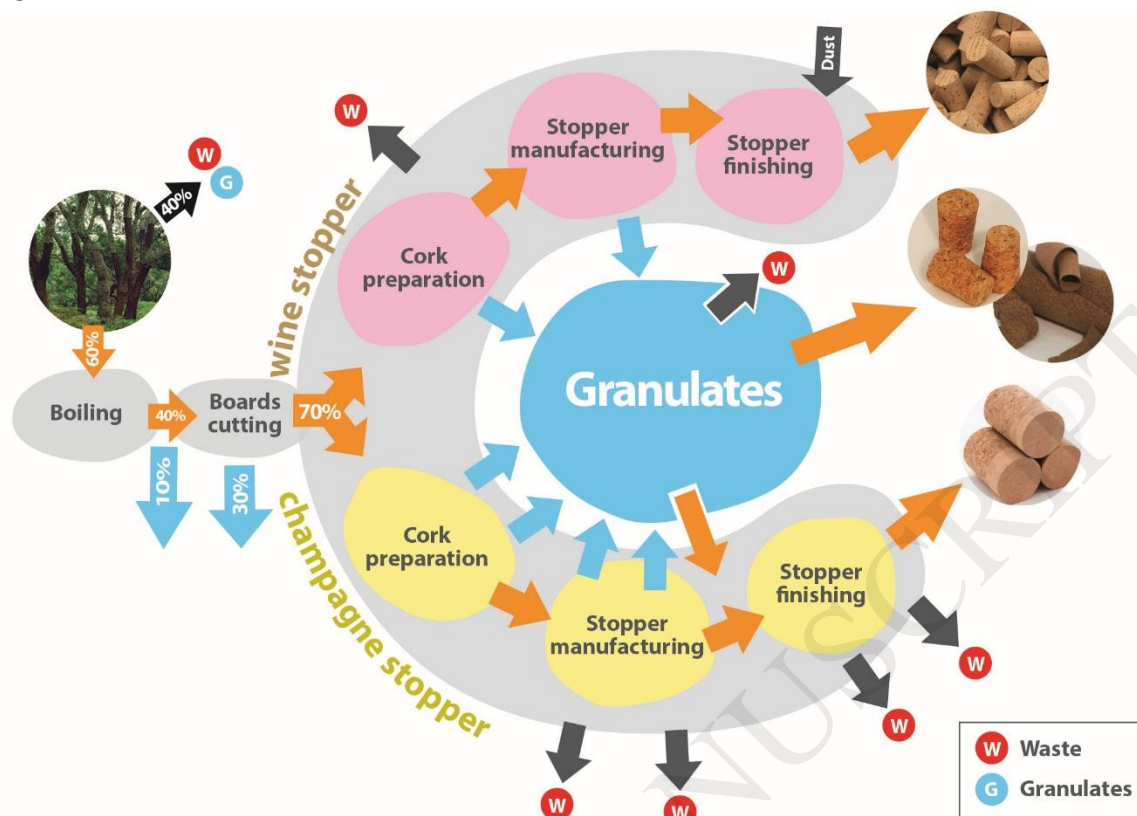 Dust
W
Stopper
manufacturing
Stopper
finishing
W
G
40%
wine stopper
Cork
preparation
W
60%
Granulates
Boiling
40%
Boards
cutting
70%
10%
30%
champagne stopper
Cork
preparation
Stopper
finishing
Stopper
manufacturing
W
W
W
W
W Waste
G Granulates
NUSCRIPT